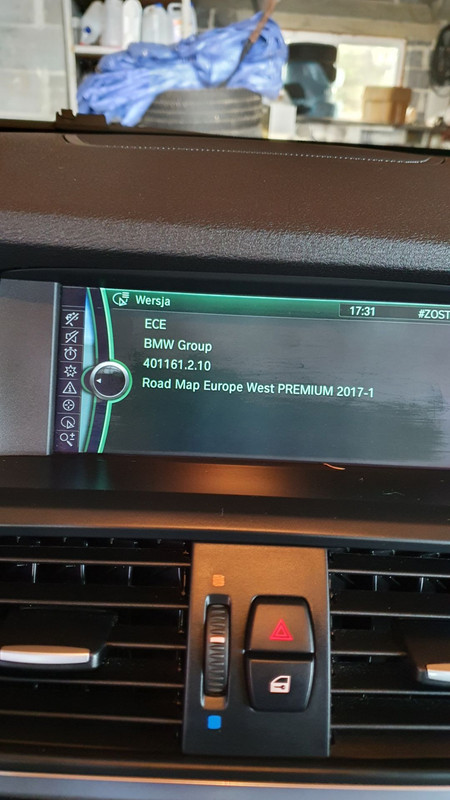 Wersja
17:31
#ZOST
ECE
BMW Group
401161.2.10
Road Map Europe West PREMIUM 2017-1